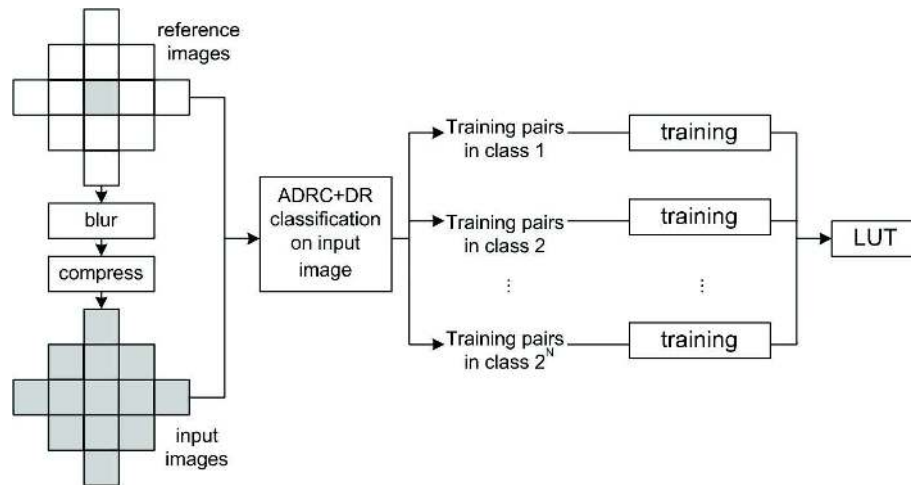 reference
images
blur
compress
input
images
ADRC+DR
classification
on input
image
Training pairs
in class 1
training
Training pairs
in class 2
training
⋮
⋮
Training pairs
in class 2^N
training
LUT